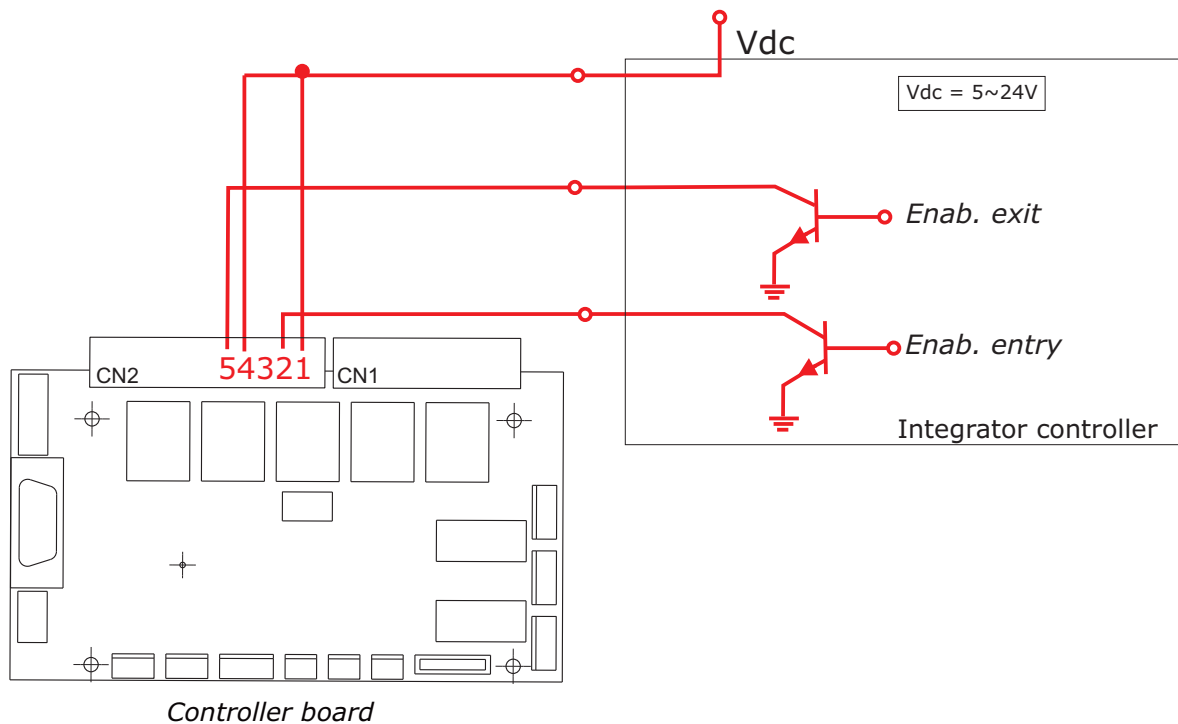 Vdc
Vdc = 5~24V
Enab. exit
Enab. entry
Integrator controller
CN2
54321
CN1
Controller board